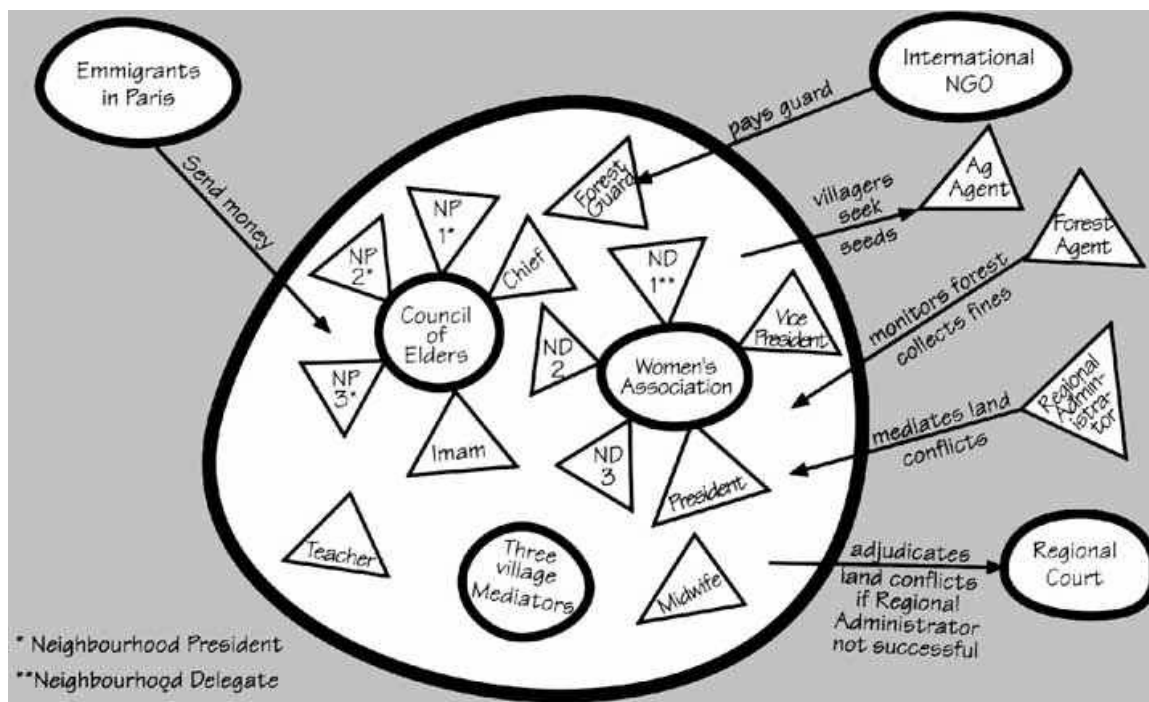 Emmigrants
in Paris
Send money
International
NGO
pays guard
Forest
Guard
Ag
Agent
villagers
seek
seeds
Forest
Agent
monitors forest
collects fines
Regional
Admin-
istra-
tor
mediates land
conflicts
NP
1*
NP
2*
Chief
Council
of
Elders
NP
3*
Imam
ND
1**
ND
2
Vice
President
Women's
Association
ND
3
President
Teacher
Three
village
Mediators
Midwife
adjudicates
land conflicts
if Regional
Administrator
not successful
Regional
Court
* Neighbourhood President
**Neighbourhood Delegate